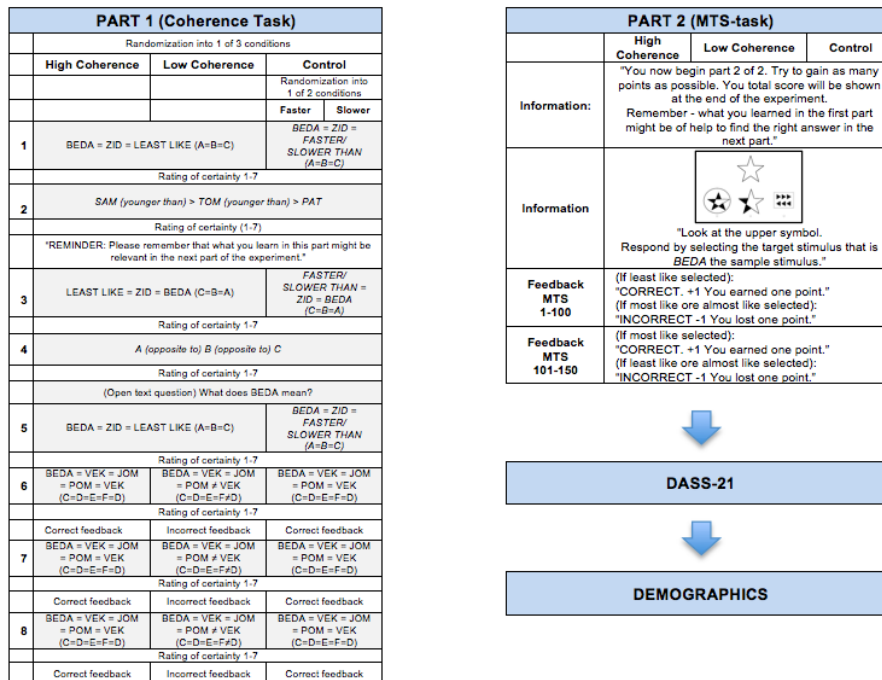 PART 1 (Coherence Task)
Randomization into 1 of 3 conditions
High Coherence Low Coherence Control
Randomization into
1 of 2 conditions
Faster Slower
1 BEDA = ZID = LEAST LIKE (A=B=C) BEDA = ZID =
FASTER/
SLOWER THAN
(A=B=C)
Rating of certainty 1-7
2 SAM (younger than) > TOM (younger than) > PAT
Rating of certainty (1-7)
"REMINDER: Please remember that what you learn in this part might be
relevant in the next part of the experiment."
3 LEAST LIKE = ZID = BEDA (C=B=A) FASTER/
SLOWER THAN =
ZID = BEDA
(C=B=A)
Rating of certainty 1-7
4 A (opposite to) B (opposite to) C
Rating of certainty 1-7
(Open text question) What does BEDA mean?
5 BEDA = ZID = LEAST LIKE (A=B=C) BEDA = ZID =
FASTER/
SLOWER THAN
(A=B=C)
Rating of certainty 1-7
6 BEDA = VEK = JOM BEDA = VEK = JOM BEDA = VEK = JOM
= POM = VEK = POM ≠ VEK = POM = VEK
(C=D=E=F=D) (C=D=E=F≠D) (C=D=E=F=D)
Rating of certainty 1-7
Correct feedback Incorrect feedback Correct feedback
7 BEDA = VEK = JOM BEDA = VEK = JOM BEDA = VEK = JOM
= POM = VEK = POM ≠ VEK = POM = VEK
(C=D=E=F=D) (C=D=E=F≠D) (C=D=E=F=D)
Rating of certainty 1-7
Correct feedback Incorrect feedback Correct feedback
8 BEDA = VEK = JOM BEDA = VEK = JOM BEDA = VEK = JOM
= POM = VEK = POM ≠ VEK = POM = VEK
(C=D=E=F=D) (C=D=E=F≠D) (C=D=E=F=D)
Rating of certainty 1-7
Correct feedback Incorrect feedback Correct feedback
PART 2 (MTS-task)
High
Coherence Low Coherence Control
Information: "You now begin part 2 of 2. Try to gain as many
points as possible. You total score will be shown
at the end of the experiment.
Remember - what you learned in the first part
might be of help to find the right answer in the
next part."
Information "Look at the upper symbol.
Respond by selecting the target stimulus that is
BEDA the sample stimulus."
Feedback
MTS
1-100
(If least like selected):
"CORRECT. +1 You earned one point."
(If most like ore almost like selected):
"INCORRECT -1 You lost one point."
Feedback
MTS
101-150
(If most like selected):
"CORRECT. +1 You earned one point."
(If least like ore almost like selected):
"INCORRECT -1 You lost one point."
DASS-21
DEMOGRAPHICS